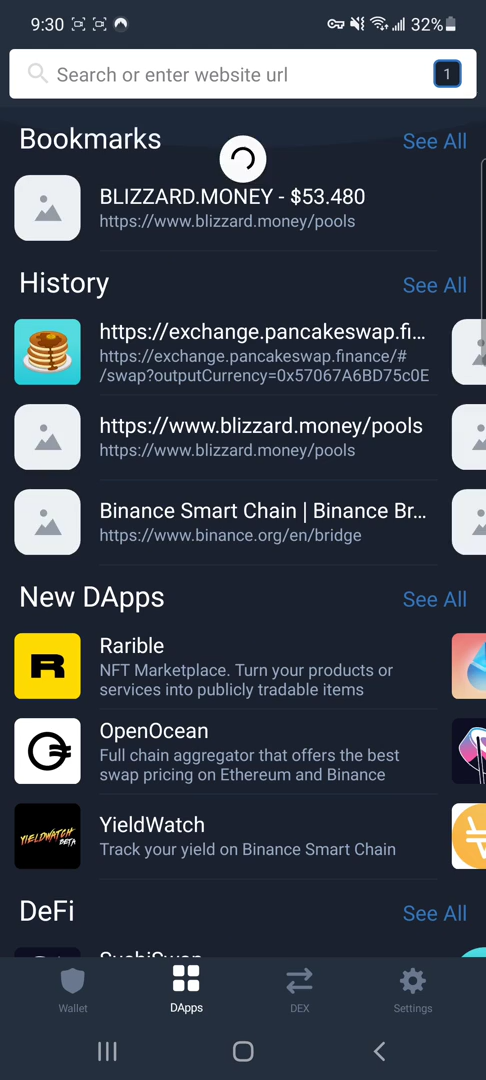 9:30 32%
Search or enter website url 1
Bookmarks See All
BLIZZARD.MONEY - $53.480
https://www.blizzard.money/pools
History See All
https://exchange.pancakeswap.fi...
https://exchange.pancakeswap.finance/#
/swap?outputCurrency=0x57067A6BD75c0E
https://www.blizzard.money/pools
https://www.blizzard.money/pools
Binance Smart Chain | Binance Br...
https://www.binance.org/en/bridge
New DApps See All
R
Rarible
NFT Marketplace. Turn your products or
services into publicly tradable items
OpenOcean
Full chain aggregator that offers the best
swap pricing on Ethereum and Binance
YIELDWATCH
BETA
YieldWatch
Track your yield on Binance Smart Chain
DeFi See All
SushiSwap
Wallet DApps DEX Settings